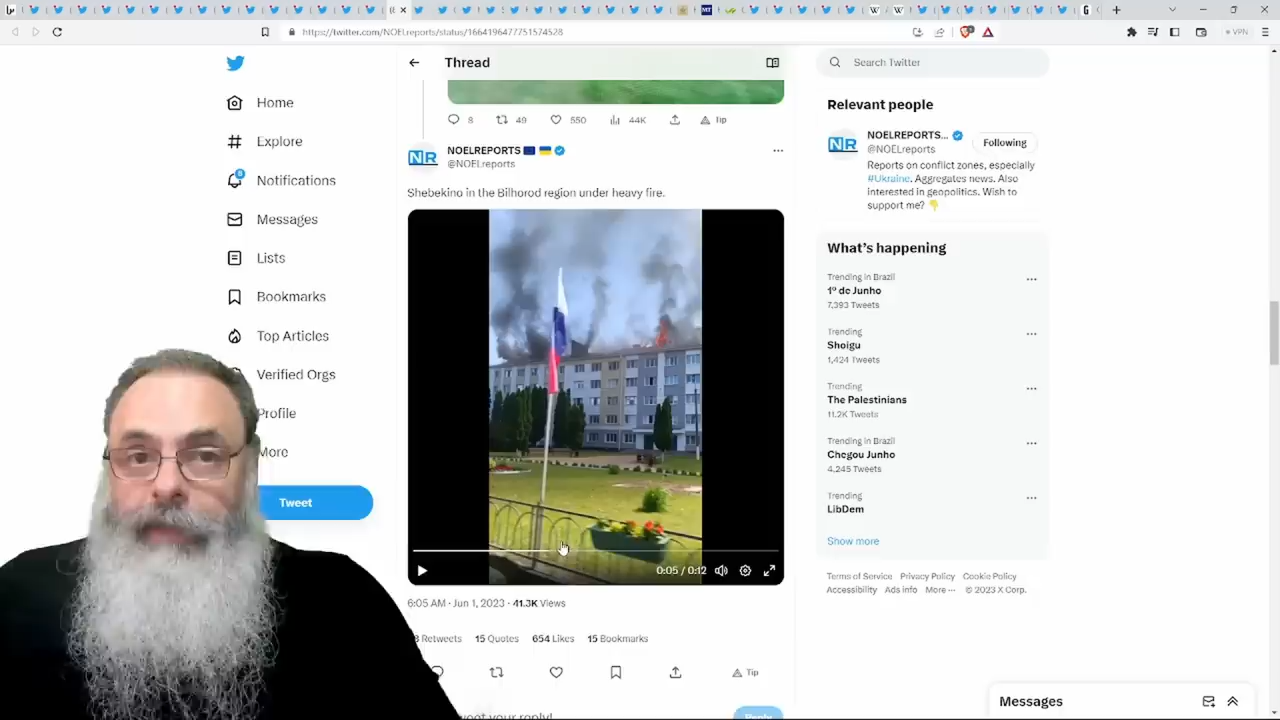 https://twitter.com/NOELreports/status/1664196477751574528
VPN
Thread
Search Twitter
Home
Explore
Notifications
Messages
Lists
Bookmarks
Top Articles
Verified Orgs
Profile
More
Tweet
8 49 550 44K Tip
NOELREPORTS
@NOELreports
Shebekino in the Bilhorod region under heavy fire.
0:05 / 0:12
6:05 AM · Jun 1, 2023 · 41.3K Views
Retweets 15 Quotes 654 Likes 15 Bookmarks
Tip
weet your reply!
Reply
Relevant people
NOELREPORTS...
@NOELreports
Following
Reports on conflict zones, especially
#Ukraine. Aggregates news. Also
interested in geopolitics. Wish to
support me?
What's happening
Trending in Brazil
1º de Junho
7,393 Tweets
Trending
Shoigu
1,424 Tweets
Trending
The Palestinians
11.2K Tweets
Trending in Brazil
Chegou Junho
4,245 Tweets
Trending
LibDem
Show more
Terms of Service Privacy Policy Cookie Policy
Accessibility Ads info More ··· © 2023 X Corp.
Messages